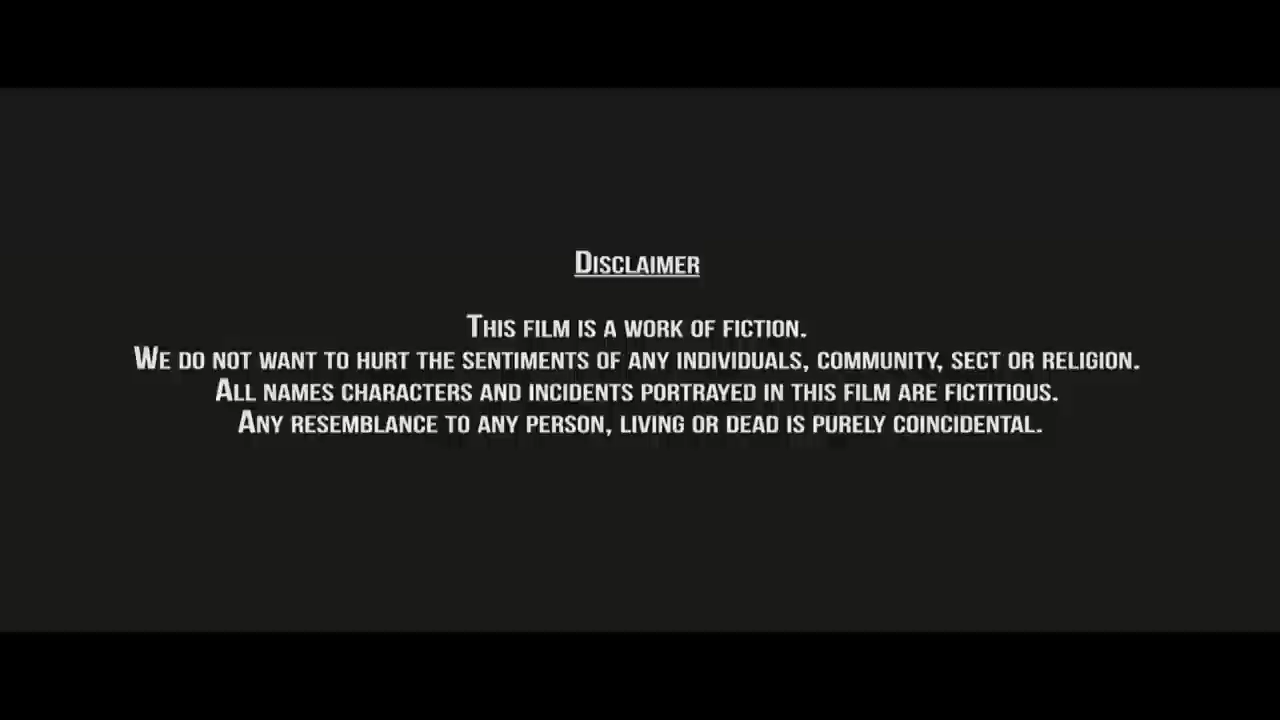 Disclaimer
This film is a work of fiction.
We do not want to hurt the sentiments of any individuals, community, sect or religion.
All names characters and incidents portrayed in this film are fictitious.
Any resemblance to any person, living or dead is purely coincidental.